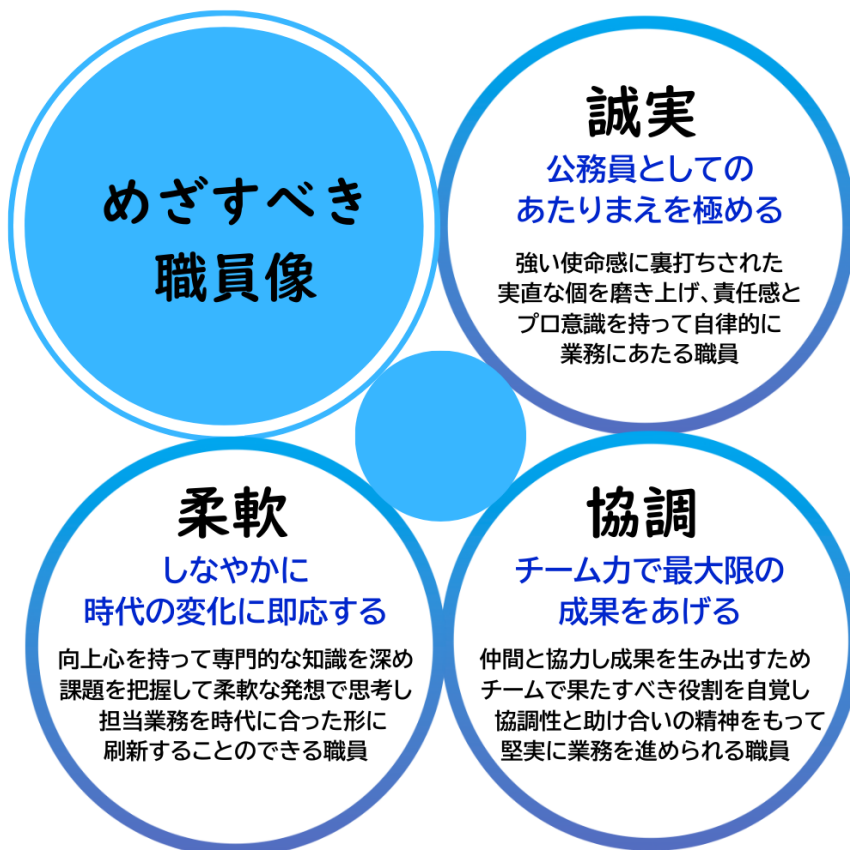 めざすべき
職員像
誠実
公務員としての
あたりまえを極める
強い使命感に裏打ちされた
実直な個を磨き上げ、責任感と
プロ意識を持って自律的に
業務にあたる職員
柔軟
しなやかに
時代の変化に即応する
向上心を持って専門的な知識を深め
課題を把握して柔軟な発想で思考し
担当業務を時代に合った形に
刷新することのできる職員
協調
チーム力で最大限の
成果をあげる
仲間と協力し成果を生み出すため
チームで果たすべき役割を自覚し
協調性と助け合いの精神をもって
堅実に業務を進められる職員